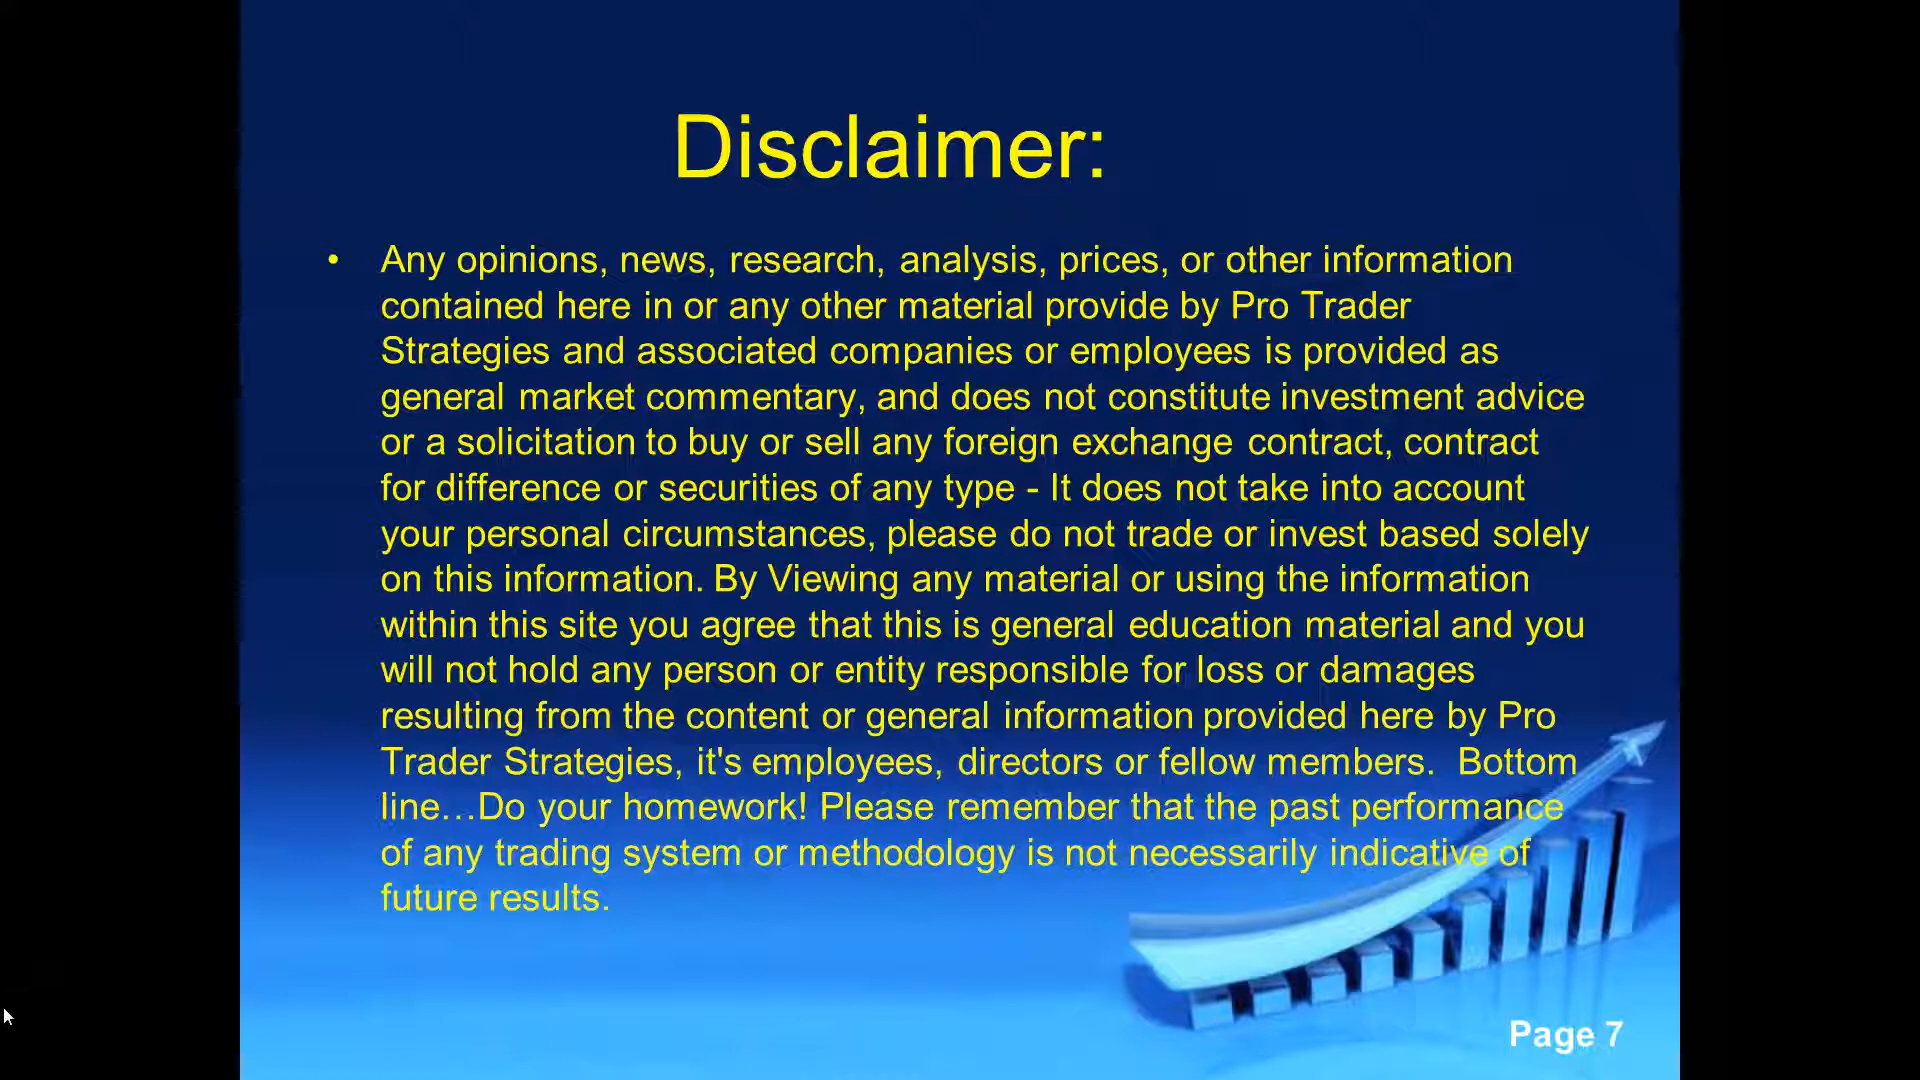 Disclaimer:
• Any opinions, news, research, analysis, prices, or other information
contained here in or any other material provide by Pro Trader
Strategies and associated companies or employees is provided as
general market commentary, and does not constitute investment advice
or a solicitation to buy or sell any foreign exchange contract, contract
for difference or securities of any type - It does not take into account
your personal circumstances, please do not trade or invest based solely
on this information. By Viewing any material or using the information
within this site you agree that this is general education material and you
will not hold any person or entity responsible for loss or damages
resulting from the content or general information provided here by Pro
Trader Strategies, it's employees, directors or fellow members.  Bottom
line…Do your homework! Please remember that the past performance
of any trading system or methodology is not necessarily indicative of
future results.
Page 7